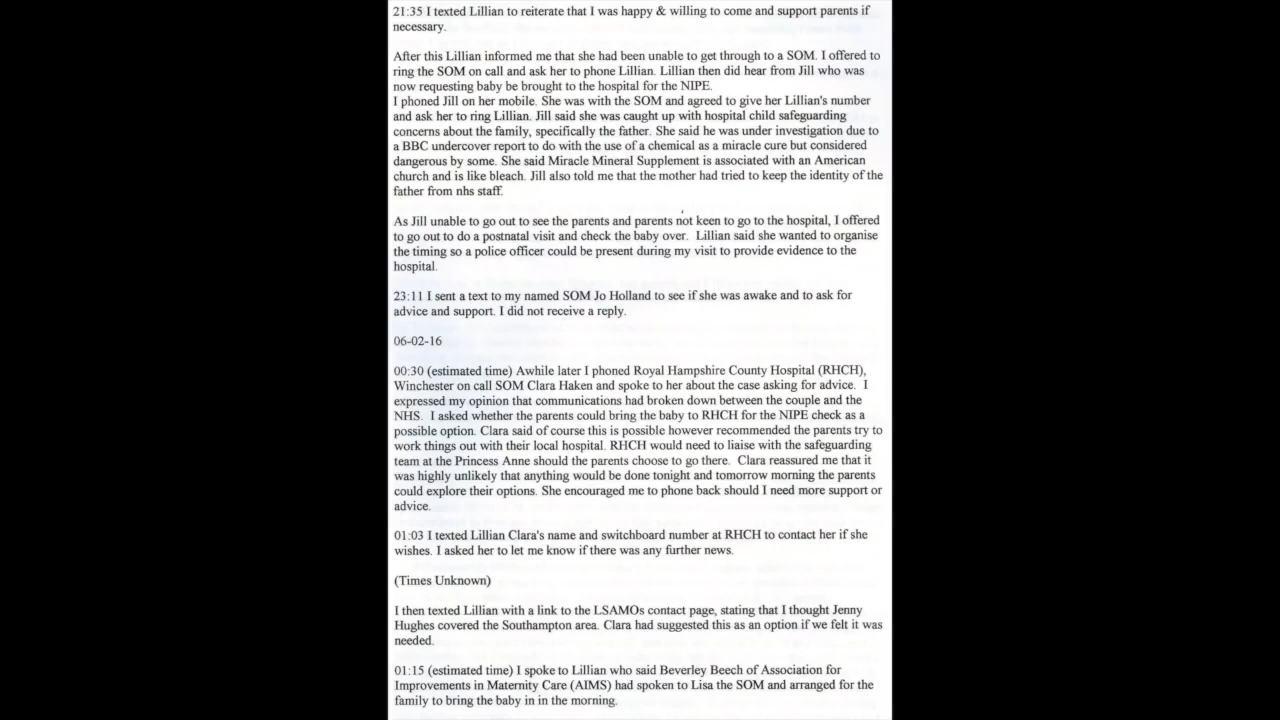 21:35 I texted Lillian to reiterate that I was happy & willing to come and support parents if
necessary.
After this Lillian informed me that she had been unable to get through to a SOM. I offered to
ring the SOM on call and ask her to phone Lillian. Lillian then did hear from Jill who was
now requesting baby be brought to the hospital for the NIPE.
I phoned Jill on her mobile. She was with the SOM and agreed to give her Lillian's number
and ask her to ring Lillian. Jill said she was caught up with hospital child safeguarding
concerns about the family, specifically the father. She said he was under investigation due to
a BBC undercover report to do with the use of a chemical as a miracle cure but considered
dangerous by some. She said Miracle Mineral Supplement is associated with an American
church and is like bleach. Jill also told me that the mother had tried to keep the identity of the
father from nhs staff.
As Jill unable to go out to see the parents and parents not keen to go to the hospital, I offered
to go out to do a postnatal visit and check the baby over. Lillian said she wanted to organise
the timing so a police officer could be present during my visit to provide evidence to the
hospital.
23:11 I sent a text to my named SOM Jo Holland to see if she was awake and to ask for
advice and support. I did not receive a reply.
06-02-16
00:30 (estimated time) Awhile later I phoned Royal Hampshire County Hospital (RHCH),
Winchester on call SOM Clara Haken and spoke to her about the case asking for advice. I
expressed my opinion that communications had broken down between the couple and the
NHS. I asked whether the parents could bring the baby to RHCH for the NIPE check as a
possible option. Clara said of course this is possible however recommended the parents try to
work things out with their local hospital. RHCH would need to liaise with the safeguarding
team at the Princess Anne should the parents choose to go there. Clara reassured me that it
was highly unlikely that anything would be done tonight and tomorrow morning the parents
could explore their options. She encouraged me to phone back should I need more support or
advice.
01:03 I texted Lillian Clara's name and switchboard number at RHCH to contact her if she
wishes. I asked her to let me know if there was any further news.
(Times Unknown)
I then texted Lillian with a link to the LSAMOs contact page, stating that I thought Jenny
Hughes covered the Southampton area. Clara had suggested this as an option if we felt it was
needed.
01:15 (estimated time) I spoke to Lillian who said Beverley Beech of Association for
Improvements in Maternity Care (AIMS) had spoken to Lisa the SOM and arranged for the
family to bring the baby in in the morning.